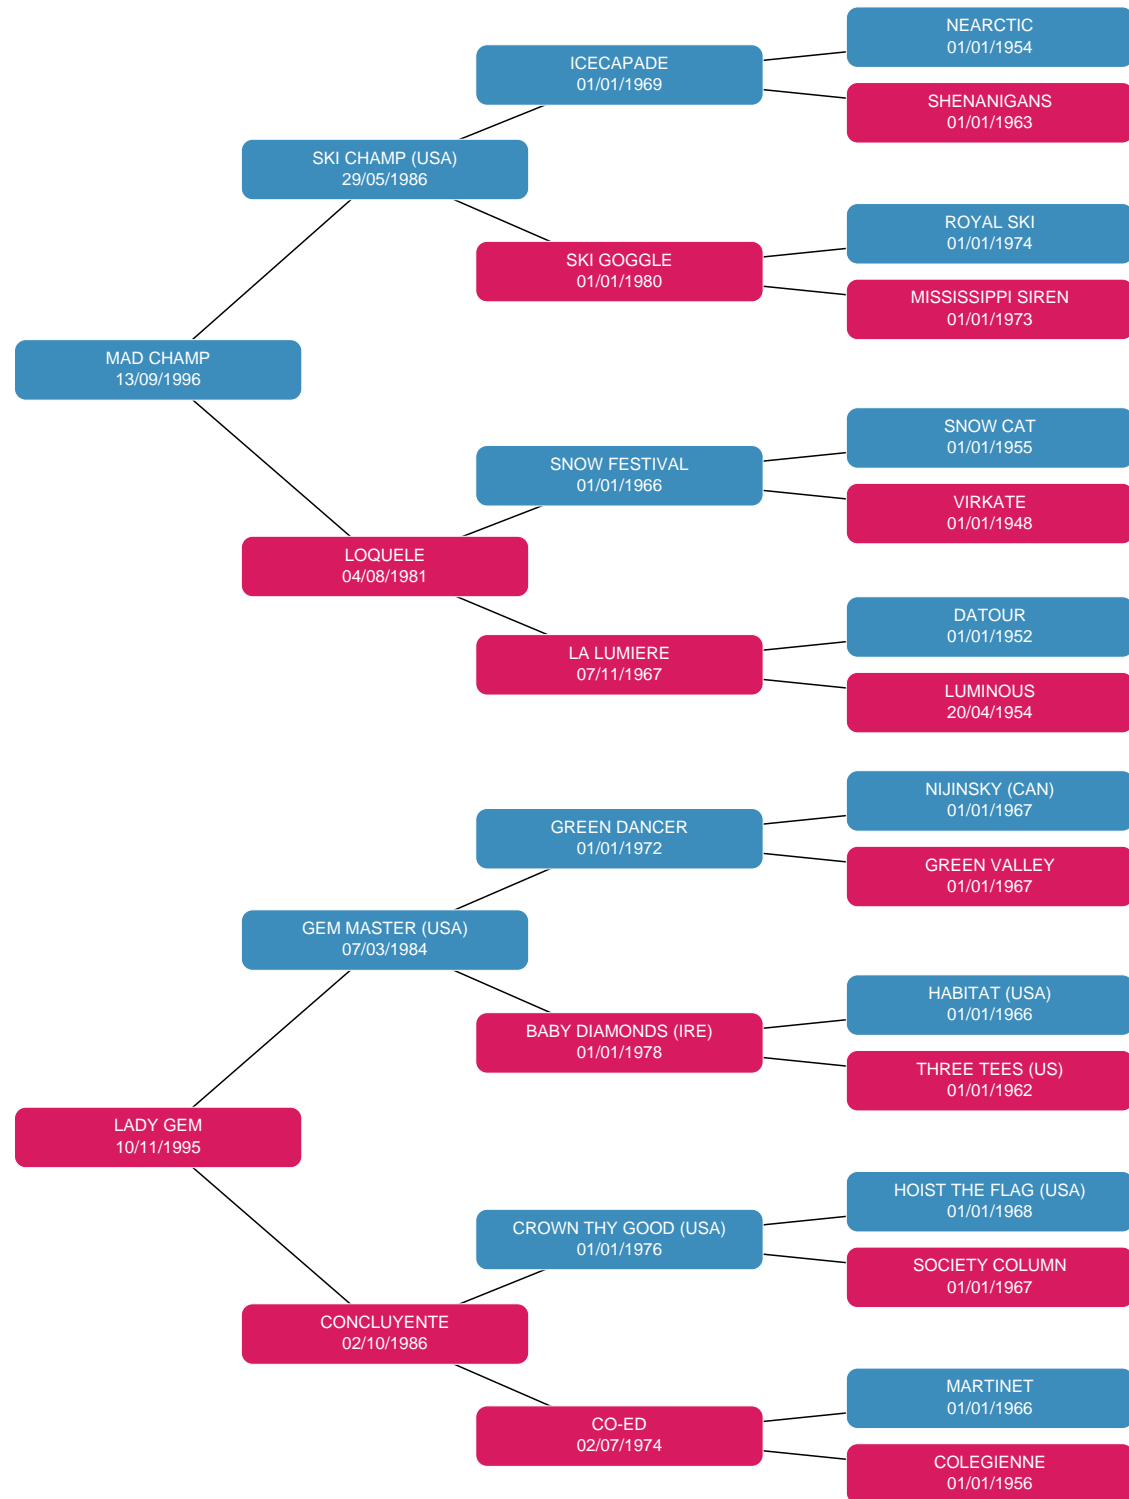 NEARCTIC
01/01/1954
ICECAPADE
01/01/1969
SHENANIGANS
01/01/1963
SKI CHAMP (USA)
29/05/1986
ROYAL SKI
01/01/1974
SKI GOGGLE
01/01/1980
MISSISSIPPI SIREN
01/01/1973
MAD CHAMP
13/09/1996
SNOW CAT
01/01/1955
SNOW FESTIVAL
01/01/1966
VIRKATE
01/01/1948
LOQUELE
04/08/1981
DATOUR
01/01/1952
LA LUMIERE
07/11/1967
LUMINOUS
20/04/1954
NIJINSKY (CAN)
01/01/1967
GREEN DANCER
01/01/1972
GREEN VALLEY
01/01/1967
GEM MASTER (USA)
07/03/1984
HABITAT (USA)
01/01/1966
BABY DIAMONDS (IRE)
01/01/1978
THREE TEES (US)
01/01/1962
LADY GEM
10/11/1995
HOIST THE FLAG (USA)
01/01/1968
CROWN THY GOOD (USA)
01/01/1976
SOCIETY COLUMN
01/01/1967
CONCLUYENTE
02/10/1986
MARTINET
01/01/1966
CO-ED
02/07/1974
COLEGIENNE
01/01/1956